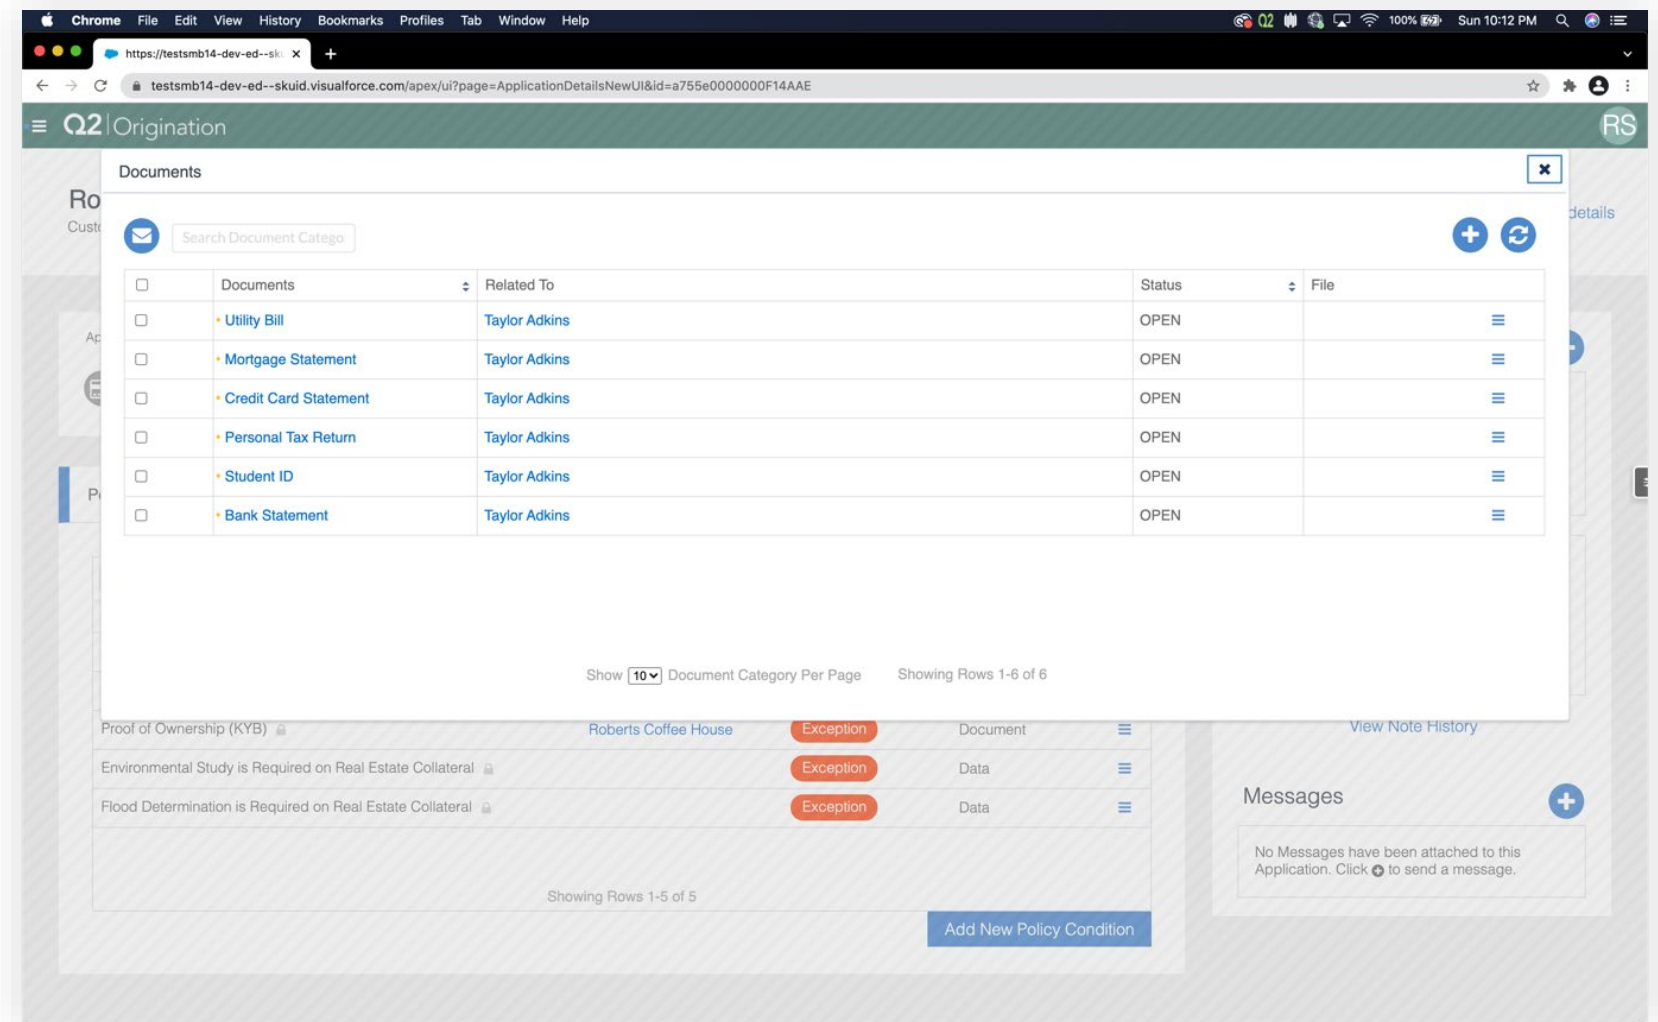 Chrome File Edit View History Bookmarks Profiles Tab Window Help Q2 100% Sun 10:12 PM
https://testsmb14-dev-ed--sku
testsmb14-dev-ed--skuid.visualforce.com/apex/ui?page=ApplicationDetailsNewUI&id=a755e0000000F14AAE
Q2 Origination RS
Documents
Ro
Custo
details
Search Document Catego
Documents Related To Status File
Utility Bill Taylor Adkins OPEN
Mortgage Statement Taylor Adkins OPEN
Credit Card Statement Taylor Adkins OPEN
Personal Tax Return Taylor Adkins OPEN
Student ID Taylor Adkins OPEN
Bank Statement Taylor Adkins OPEN
Ap
Show 10 Document Category Per Page Showing Rows 1-6 of 6
Proof of Ownership (KYB) Roberts Coffee House Exception Document
Environmental Study is Required on Real Estate Collateral Exception Data
Flood Determination is Required on Real Estate Collateral Exception Data
Showing Rows 1-5 of 5
Add New Policy Condition
View Note History
Messages
No Messages have been attached to this
Application. Click to send a message.